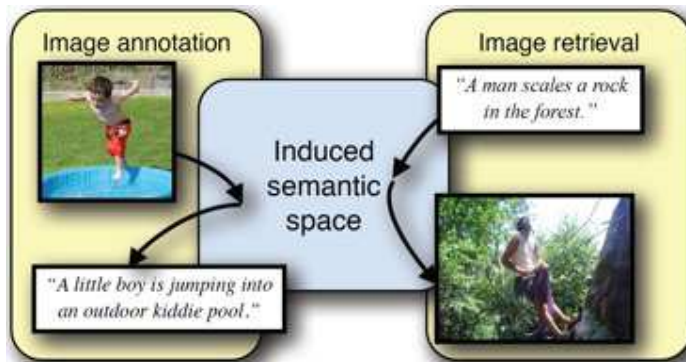 Image annotation
Image retrieval
“A man scales a rock
in the forest.”
Induced
semantic
space
“A little boy is jumping into
an outdoor kiddie pool.”